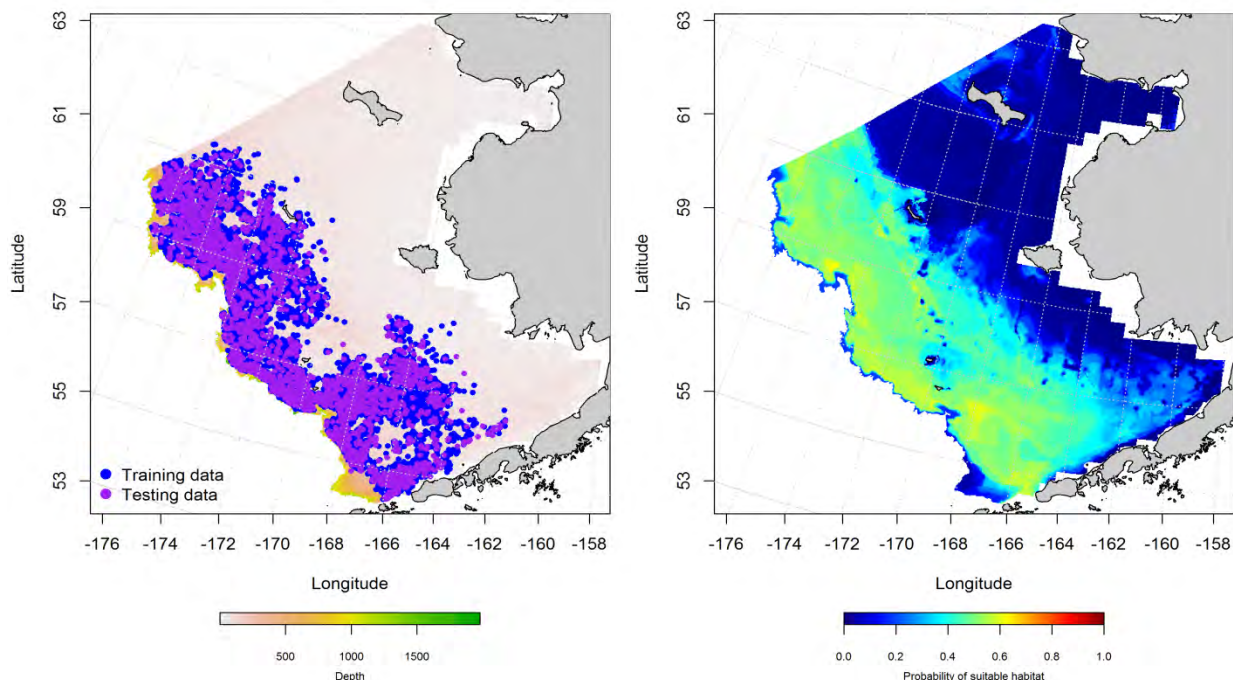 63
61
59
57
55
53
Latitude
Training data
Testing data
-176 -174 -172 -170 -168 -166 -164 -162 -160 -158
Longitude
500 1000 1500
Depth
63
61
59
57
55
53
Latitude
-176 -174 -172 -170 -168 -166 -164 -162 -160 -158
Longitude
0.0 0.2 0.4 0.6 0.8 1.0
Probability of suitable habitat